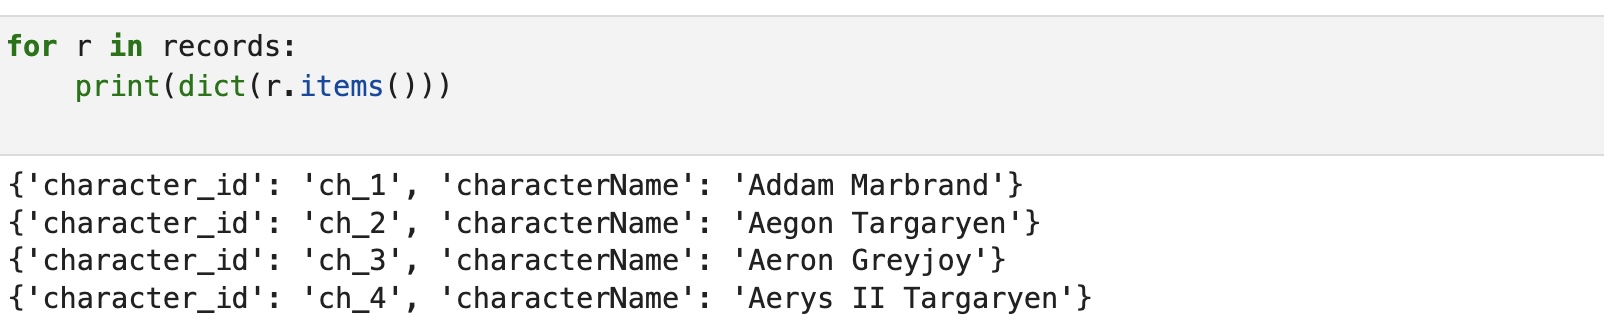 for r in records:
    print(dict(r.items()))
{'character_id': 'ch_1', 'characterName': 'Addam Marbrand'}
{'character_id': 'ch_2', 'characterName': 'Aegon Targaryen'}
{'character_id': 'ch_3', 'characterName': 'Aeron Greyjoy'}
{'character_id': 'ch_4', 'characterName': 'Aerys II Targaryen'}